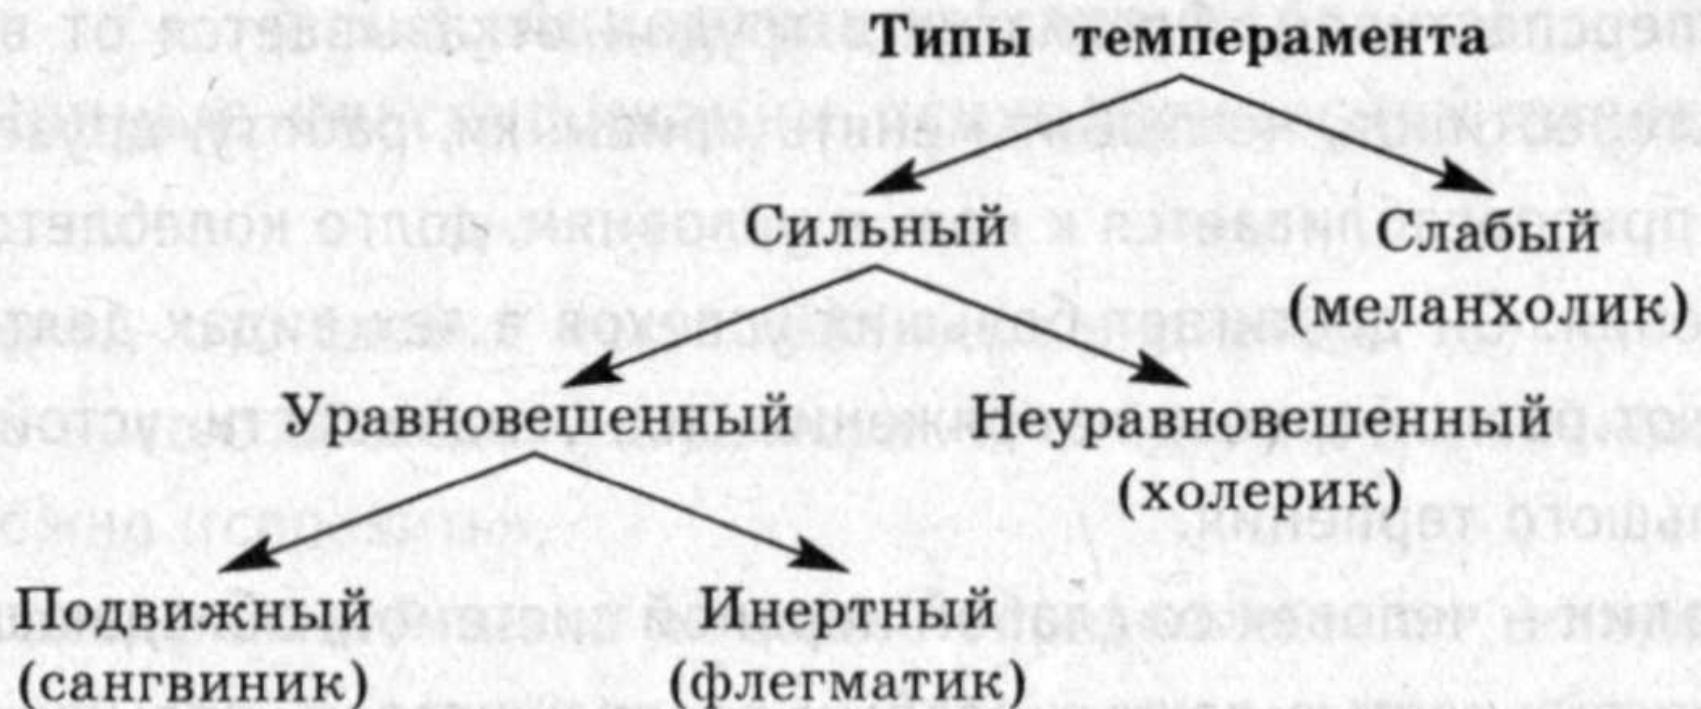 Типы темперамента
Сильный
Слабый
(меланхолик)
Уравновешенный
Неуравновешенный
(холерик)
Подвижный
(сангвиник)
Инертный
(флегматик)